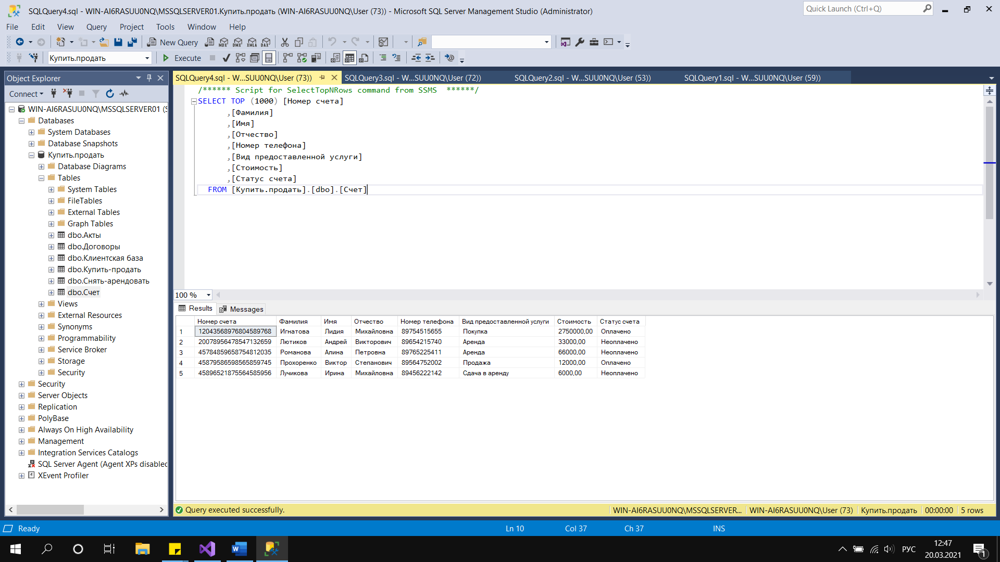 SQLQuery4.sql - WIN-AI6RASUU0NQ\MSSQLSERVER01.Купить.продать (WIN-AI6RASUU0NQ\User (73)) - Microsoft SQL Server Management Studio (Administrator)
Quick Launch (Ctrl+Q)
File Edit View Query Project Tools Window Help
New Query MDX DMX XMLA DAX
Купить.продать Execute
Object Explorer
SQLQuery4.sql - W...SUU0NQ\User (73)) SQLQuery3.sql - W...SUU0NQ\User (72)) SQLQuery2.sql - W...SUU0NQ\User (53)) SQLQuery1.sql - W...SUU0NQ\User (59))
Connect
WIN-AI6RASUU0NQ\MSSQLSERVER01 (S
Databases
System Databases
Database Snapshots
Купить.продать
Database Diagrams
Tables
System Tables
FileTables
External Tables
Graph Tables
dbo.Акты
dbo.Договоры
dbo.Клиентская база
dbo.Купить-продать
dbo.Снять-арендовать
dbo.Счет
Views
External Resources
Synonyms
Programmability
Service Broker
Storage
Security
Security
Server Objects
Replication
PolyBase
Always On High Availability
Management
Integration Services Catalogs
SQL Server Agent (Agent XPs disabled
XEvent Profiler
/****** Script for SelectTopNRows command from SSMS  ******/
SELECT TOP (1000) [Номер счета]
,[Фамилия]
,[Имя]
,[Отчество]
,[Номер телефона]
,[Вид предоставленной услуги]
,[Стоимость]
,[Статус счета]
FROM [Купить.продать].[dbo].[Счет]
100 %
Results Messages
Номер счета Фамилия Имя Отчество Номер телефона Вид предоставленной услуги Стоимость Статус счета
1 12043568976804589768 Игнатова Лидия Михайловна 89754515655 Покупка 2750000,00 Оплачено
2 20078956478547132659 Лютиков Андрей Викторович 89654215740 Аренда 33000,00 Неоплачено
3 45784859658754812035 Романова Алина Петровна 89765225411 Аренда 66000,00 Неоплачено
4 45879586598565859745 Прохоренко Виктор Степанович 89564752002 Продажа 12000,00 Оплачено
5 45896521875564585956 Лучикова Ирина Михайловна 89456222142 Сдача в аренду 6000,00 Неоплачено
Query executed successfully. WIN-AI6RASUU0NQ\MSSQLSERVER... WIN-AI6RASUU0NQ\User (73) Купить.продать 00:00:00 5 rows
Ready Ln 10 Col 37 Ch 37 INS
РУС
12:47
20.03.2021
1